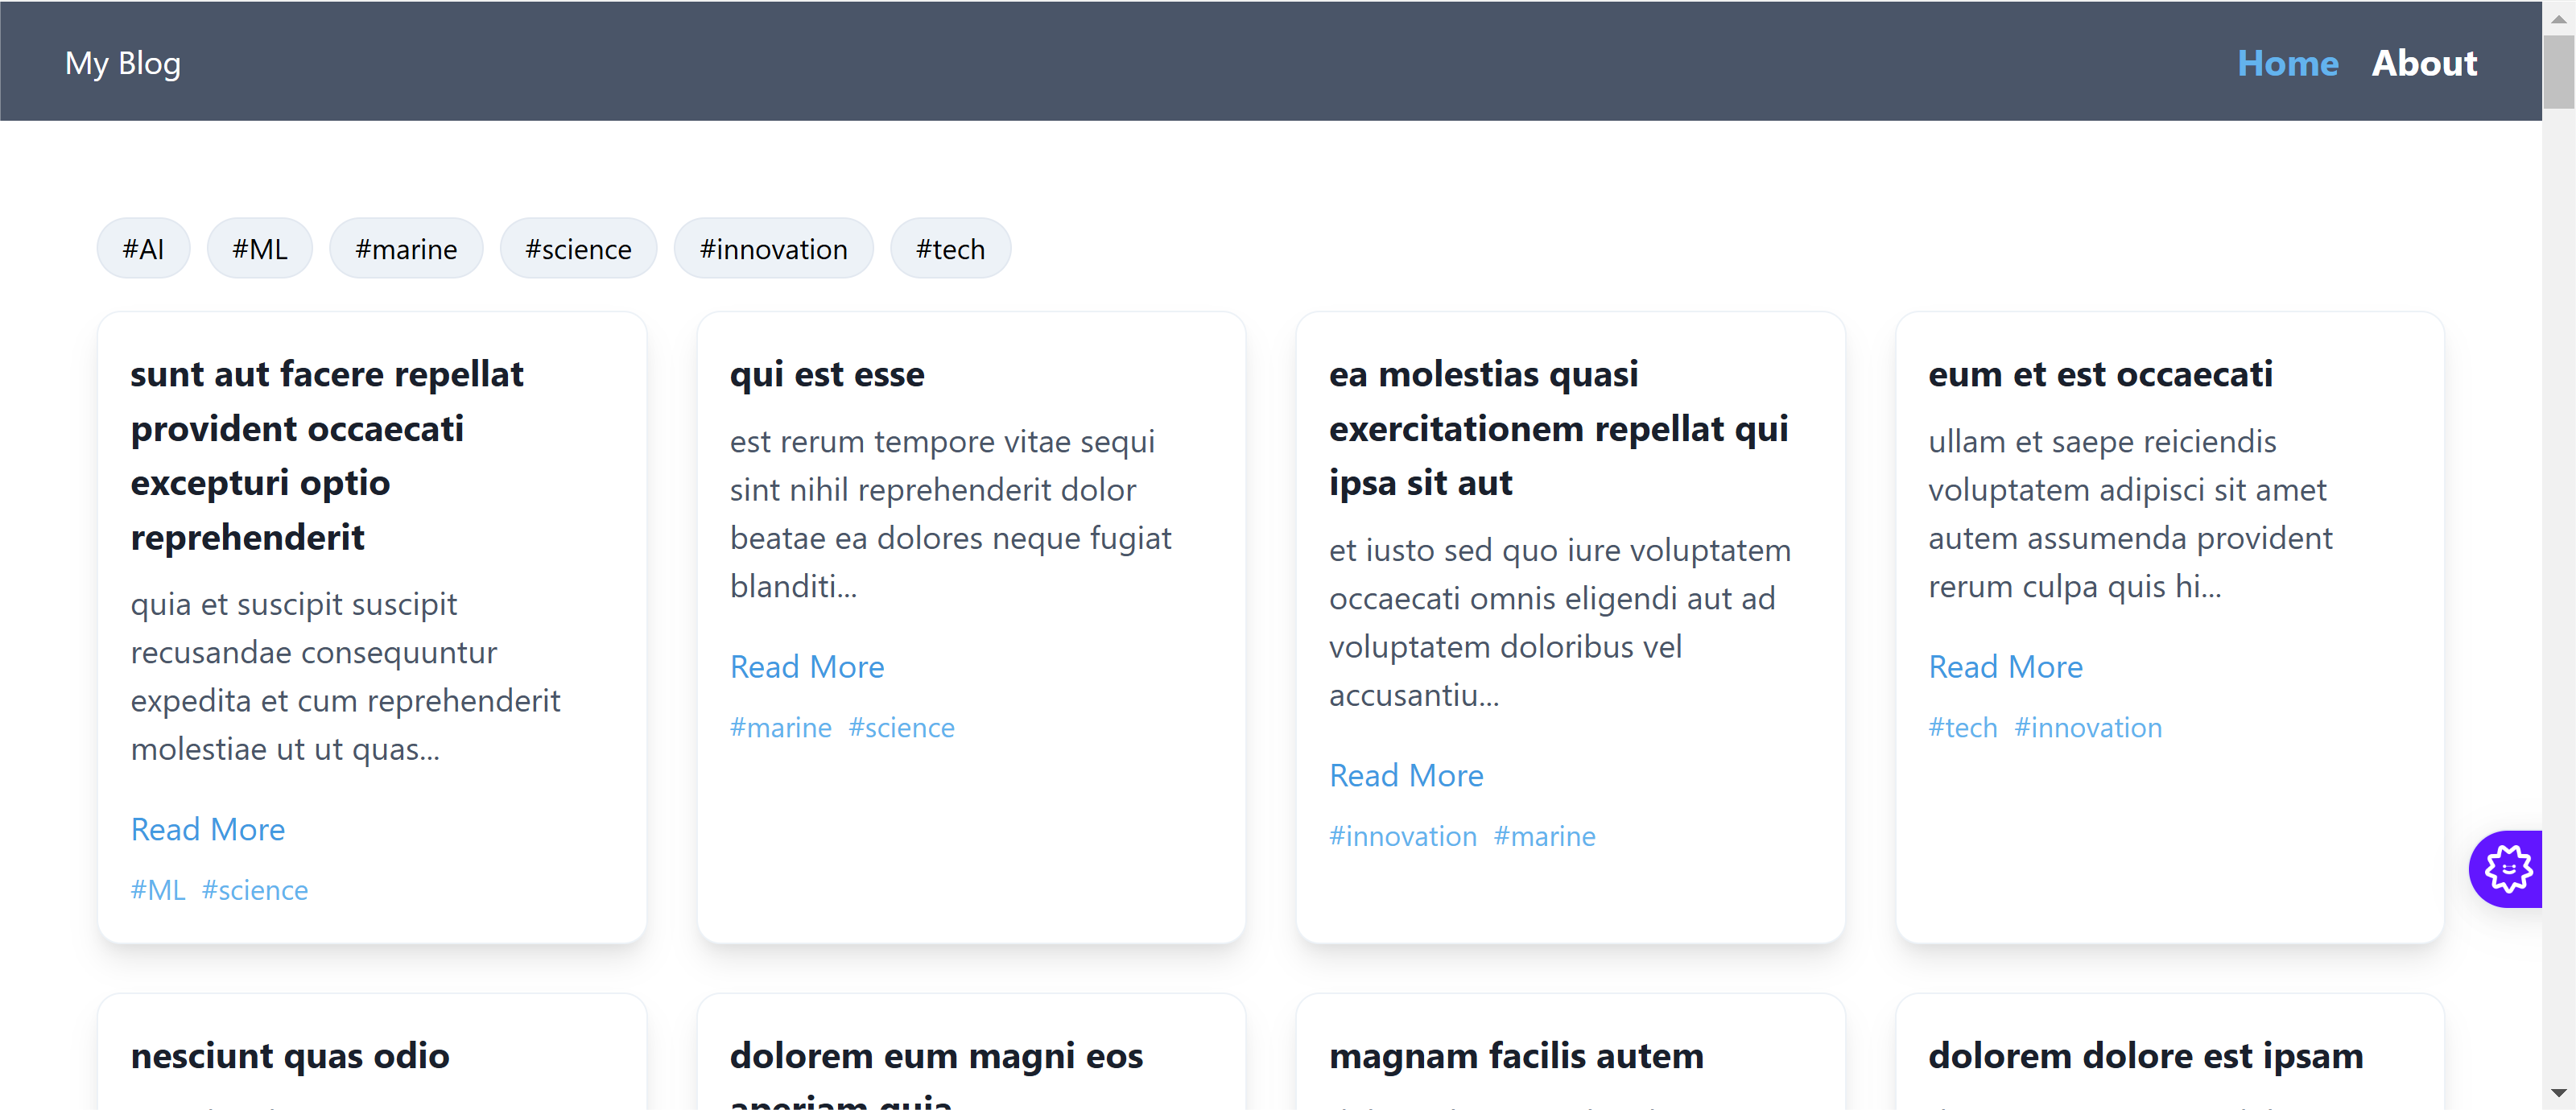 My Blog
Home About
#AI #ML #marine #science #innovation #tech
sunt aut facere repellat
provident occaecati
excepturi optio
reprehenderit
quia et suscipit suscipit
recusandae consequuntur
expedita et cum reprehenderit
molestiae ut ut quas...
Read More
#ML #science
qui est esse
est rerum tempore vitae sequi
sint nihil reprehenderit dolor
beatae ea dolores neque fugiat
blanditi...
Read More
#marine #science
ea molestias quasi
exercitationem repellat qui
ipsa sit aut
et iusto sed quo iure voluptatem
occaecati omnis eligendi aut ad
voluptatem doloribus vel
accusantiu...
Read More
#innovation #marine
eum et est occaecati
ullam et saepe reiciendis
voluptatem adipisci sit amet
autem assumenda provident
rerum culpa quis hi...
Read More
#tech #innovation
nesciunt quas odio
dolorem eum magni eos
aperiam quia
magnam facilis autem
dolorem dolore est ipsam